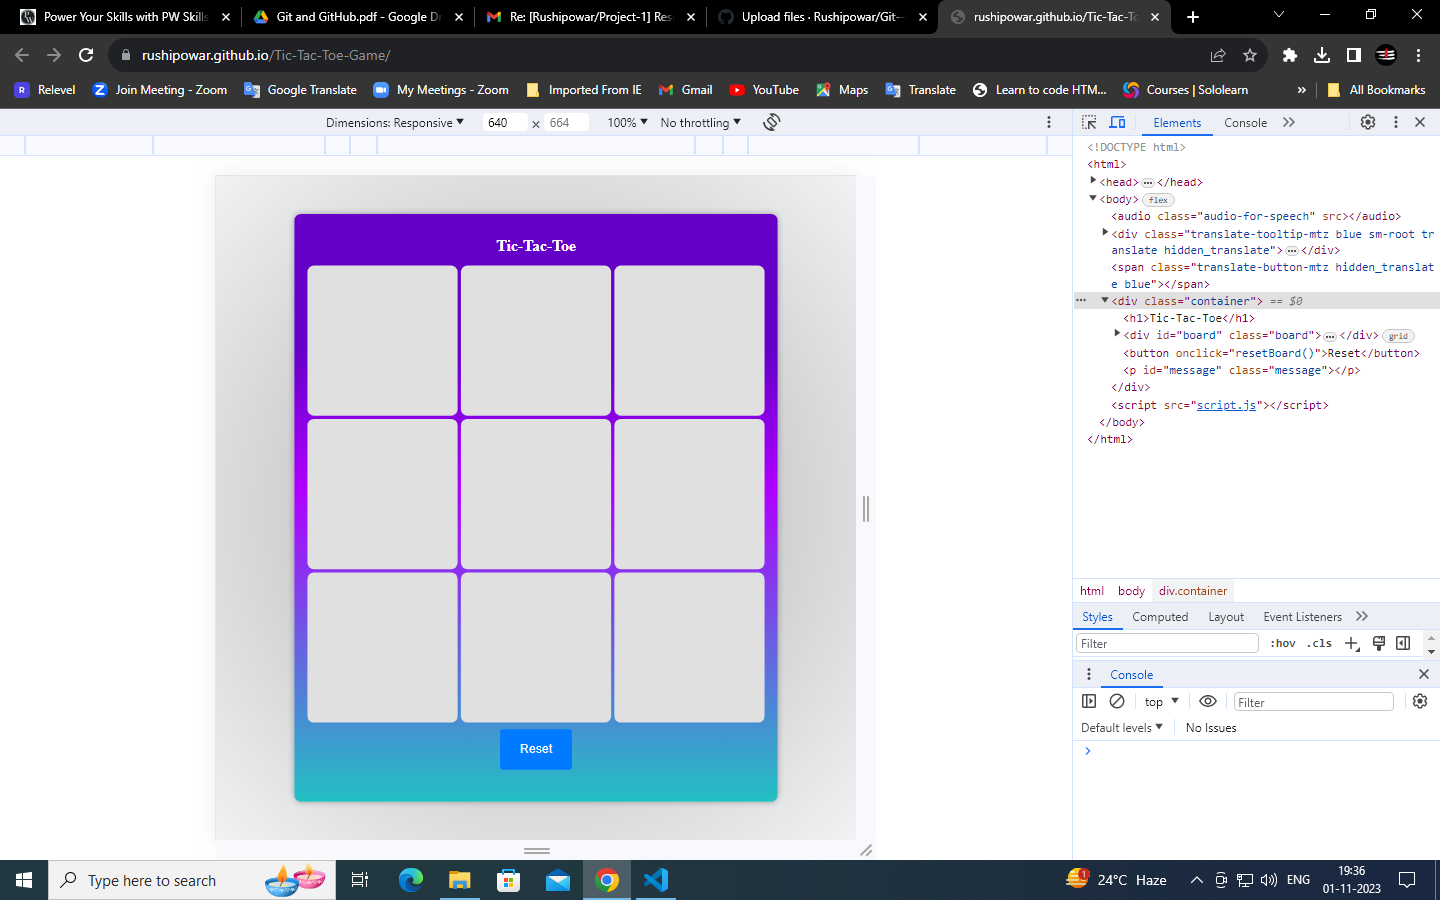 Power Your Skills with PW Skills
Git and GitHub.pdf - Google Dr
Re: [Rushipowar/Project-1] Res
Upload files · Rushipowar/Git-
rushipowar.github.io/Tic-Tac-To
rushipowar.github.io/Tic-Tac-Toe-Game/
Relevel
Join Meeting - Zoom
Google Translate
My Meetings - Zoom
Imported From IE
Gmail
YouTube
Maps
Translate
Learn to code HTM...
Courses | Sololearn
»
All Bookmarks
Dimensions: Responsive
640 × 664
100%
No throttling
Elements
Console
<!DOCTYPE html>
<html>
<head> ••• </head>
<body> flex
<audio class="audio-for-speech" src></audio>
<div class="translate-tooltip-mtz blue sm-root tr
anslate hidden_translate"> ••• </div>
<span class="translate-button-mtz hidden_translat
e blue"></span>
<div class="container"> == $0
<h1>Tic-Tac-Toe</h1>
<div id="board" class="board"> ••• </div> grid
<button onclick="resetBoard()">Reset</button>
<p id="message" class="message"></p>
</div>
<script src="script.js"></script>
</body>
</html>
Tic-Tac-Toe
Reset
html body div.container
Styles Computed Layout Event Listeners
Filter :hov .cls
Console
top
Filter
Default levels
No Issues
Type here to search
1
24°C Haze
ENG
19:36
01-11-2023